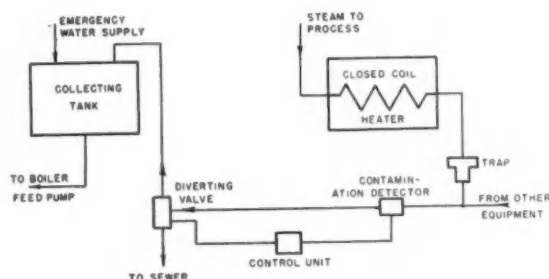 EMERGENCY
WATER SUPPLY
STEAM TO
PROCESS
COLLECTING
TANK
CLOSED COIL
HEATER
TRAP
TO BOILER
FEED PUMP
DIVERTING
VALVE
CONTAMIN-
ATION DETECTOR
FROM OTHER
EQUIPMENT
CONTROL UNIT
TO SEWER